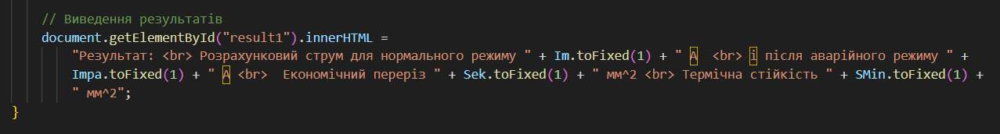 // Виведення результатів
document.getElementById("result1").innerHTML =
"Результат: <br> Розрахунковий струм для нормального режиму " + Im.toFixed(1) + " А  <br> і після аварійного режиму " +
Impa.toFixed(1) + " А <br>  Економічний переріз " + Sek.toFixed(1) + " мм^2 <br> Термічна стійкість " + SMin.toFixed(1) +
" мм^2";
}